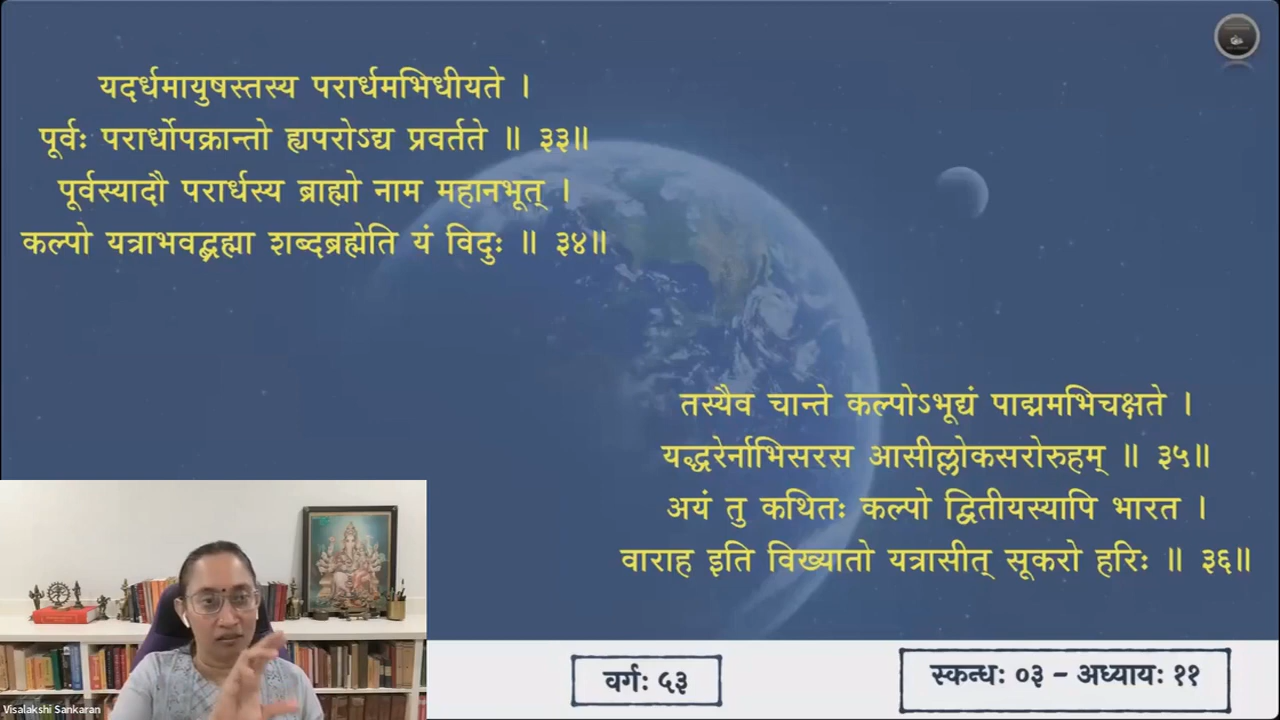 यदर्धमायुषस्तस्य परार्धमभिधीयते ।
पूर्वः परार्धोपक्रान्तो ह्यपरोऽद्य प्रवर्तते ॥ ३३॥
पूर्वस्यादौ परार्धस्य ब्राह्मो नाम महानभूत् ।
कल्पो यत्राभवद्ब्रह्मा शब्दब्रह्मेति यं विदुः ॥ ३४॥
तस्यैव चान्ते कल्पोऽभूद्यं पाद्ममभिचक्षते ।
यद्धरेर्नाभिसरस आसील्लोकसरोरुहम् ॥ ३५॥
अयं तु कथितः कल्पो द्वितीयस्यापि भारत ।
वाराह इति विख्यातो यत्रासीत् सूकरो हरिः ॥ ३६॥
Visalakshi Sankaran
वर्गः ५३
स्कन्धः ०३ - अध्यायः ११